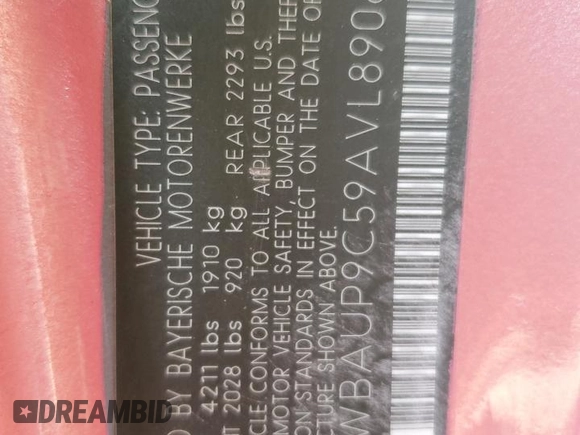 VEHICLE TYPE: PASSENG
D BY BAYERISCHE MOTORENWERKE
4211 lbs 1910 kg
2028 lbs 920 kg REAR 2293 lbs
CONFORMS TO ALL APPLICABLE U.S.
MOTOR VEHICLE SAFETY, BUMPER AND THEF
ON STANDARDS IN EFFECT ON THE DATE OF
CTURE SHOWN ABOVE.
WBAUP9C59AVL890
DREAMBID